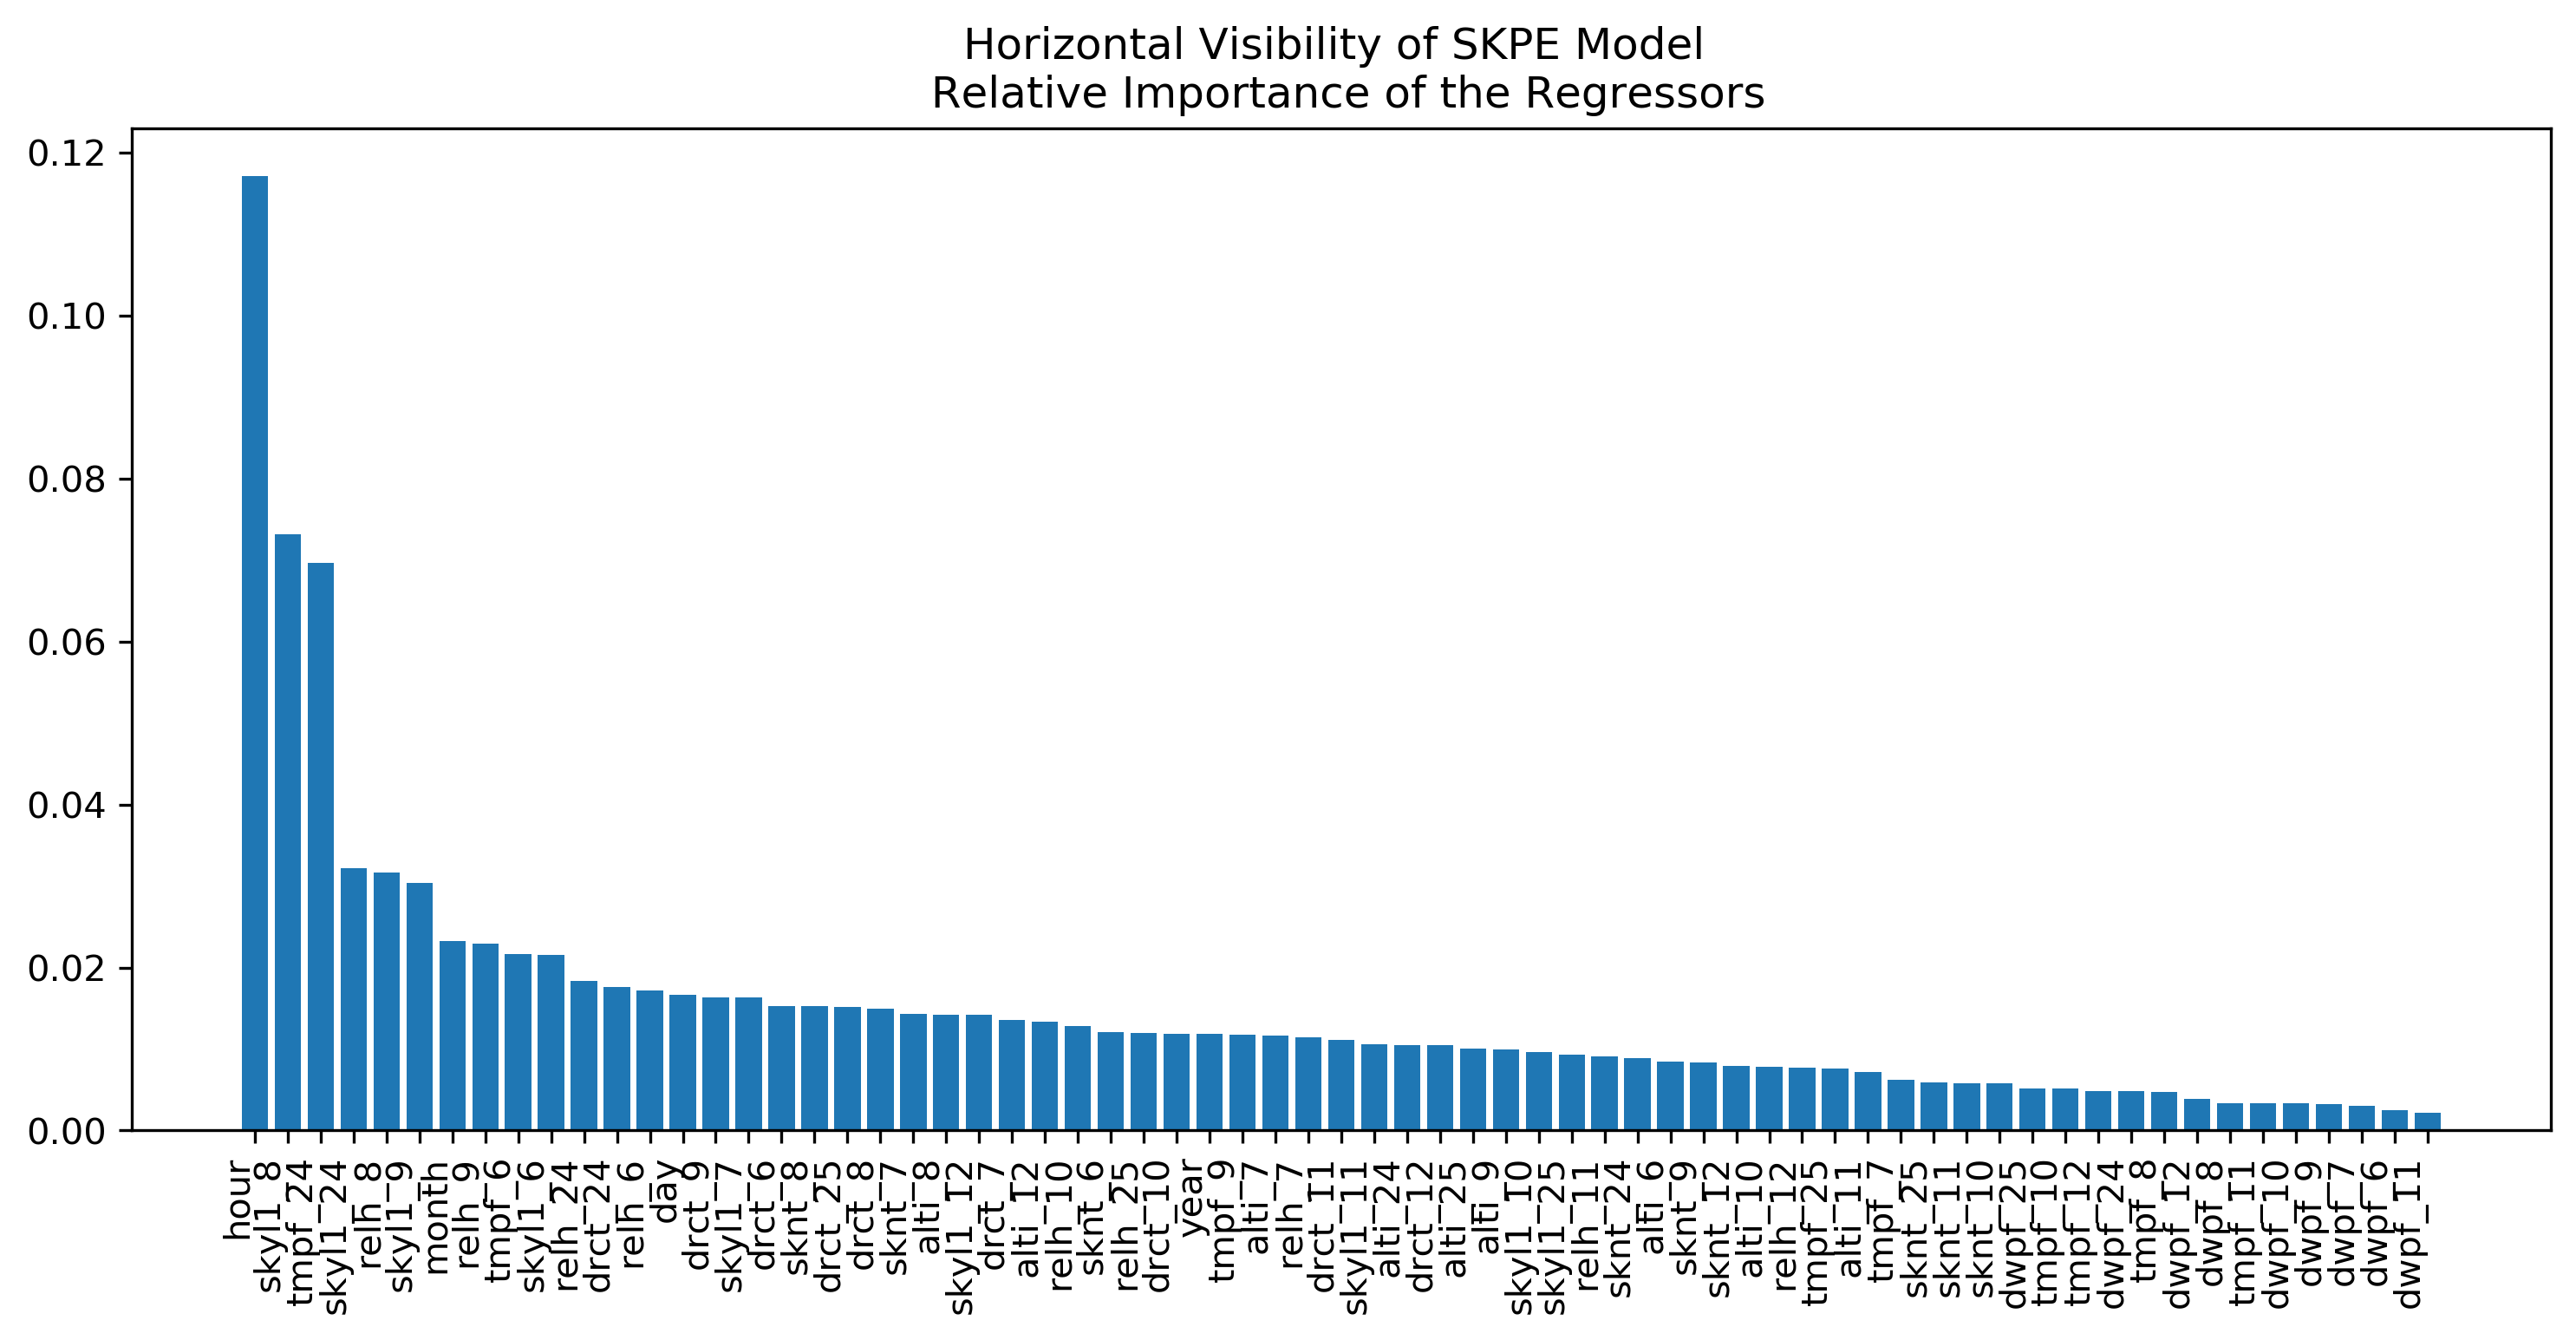 Horizontal Visibility of SKPE Model
Relative Importance of the Regressors
0.12
0.10
0.08
0.06
0.04
0.02
0.00
hour
skyl1_8
tmpf_24
skyl1_24
relh_8
skyl1_9
month
relh_9
tmpf_6
skyl1_6
relh_24
drct_24
relh_6
day
drct_9
skyl1_7
drct_6
sknt_8
drct_25
drct_8
sknt_7
alti_8
skyl1_12
drct_7
alti_12
relh_10
sknt_6
relh_25
drct_10
year
tmpf_9
alti_7
relh_7
drct_11
skyl1_11
alti_24
drct_12
alti_25
alti_9
skyl1_10
skyl1_25
relh_11
sknt_24
alti_6
sknt_9
sknt_12
alti_10
relh_12
tmpf_25
alti_11
tmpf_7
sknt_25
sknt_11
sknt_10
dwpf_25
tmpf_10
tmpf_12
dwpf_24
tmpf_8
dwpf_12
dwpf_8
tmpf_11
dwpf_10
dwpf_9
dwpf_7
dwpf_6
dwpf_11